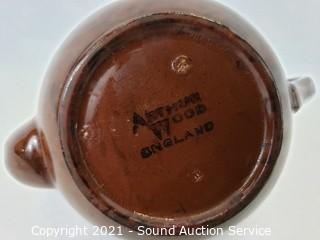 ARTHUR
WOOD
ENGLAND
Copyright 2021 - Sound Auction Service